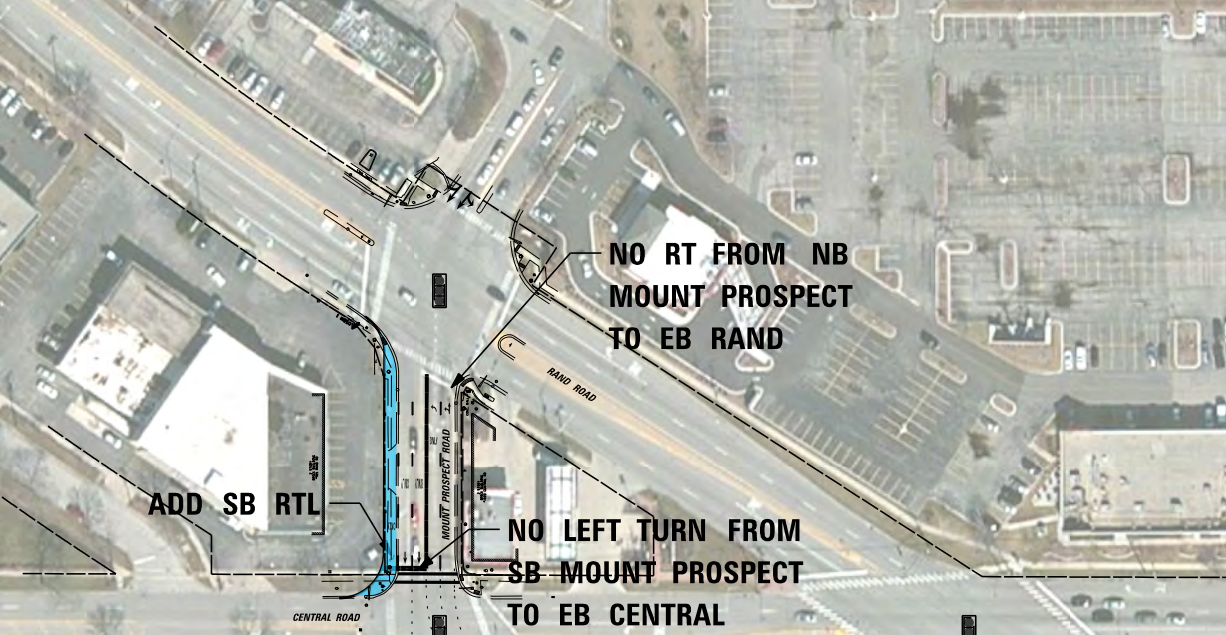 NO RT FROM NB
MOUNT PROSPECT
TO EB RAND
RAND ROAD
MOUNT PROSPECT ROAD
ADD SB RTL
NO LEFT TURN FROM
SB MOUNT PROSPECT
TO EB CENTRAL
CENTRAL ROAD